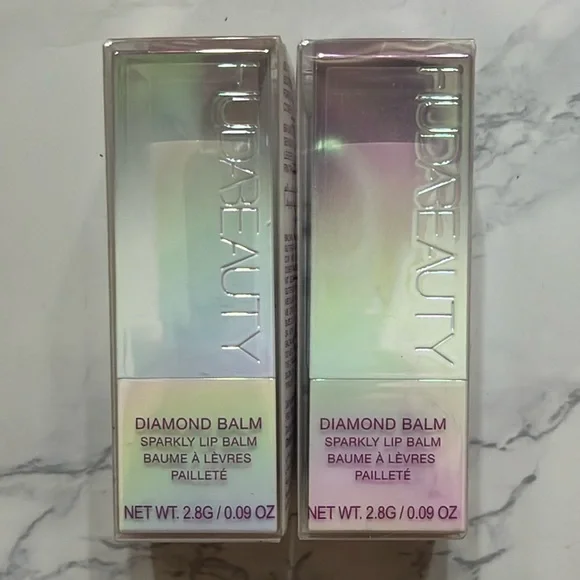 HUDABEAUTY
DIAMOND BALM
SPARKLY LIP BALM
BAUME À LÈVRES
PAILLETÉ
NET WT. 2.8G / 0.09 OZ
HUDABEAUTY
DIAMOND BALM
SPARKLY LIP BALM
BAUME À LÈVRES
PAILLETÉ
NET WT. 2.8G / 0.09 OZ